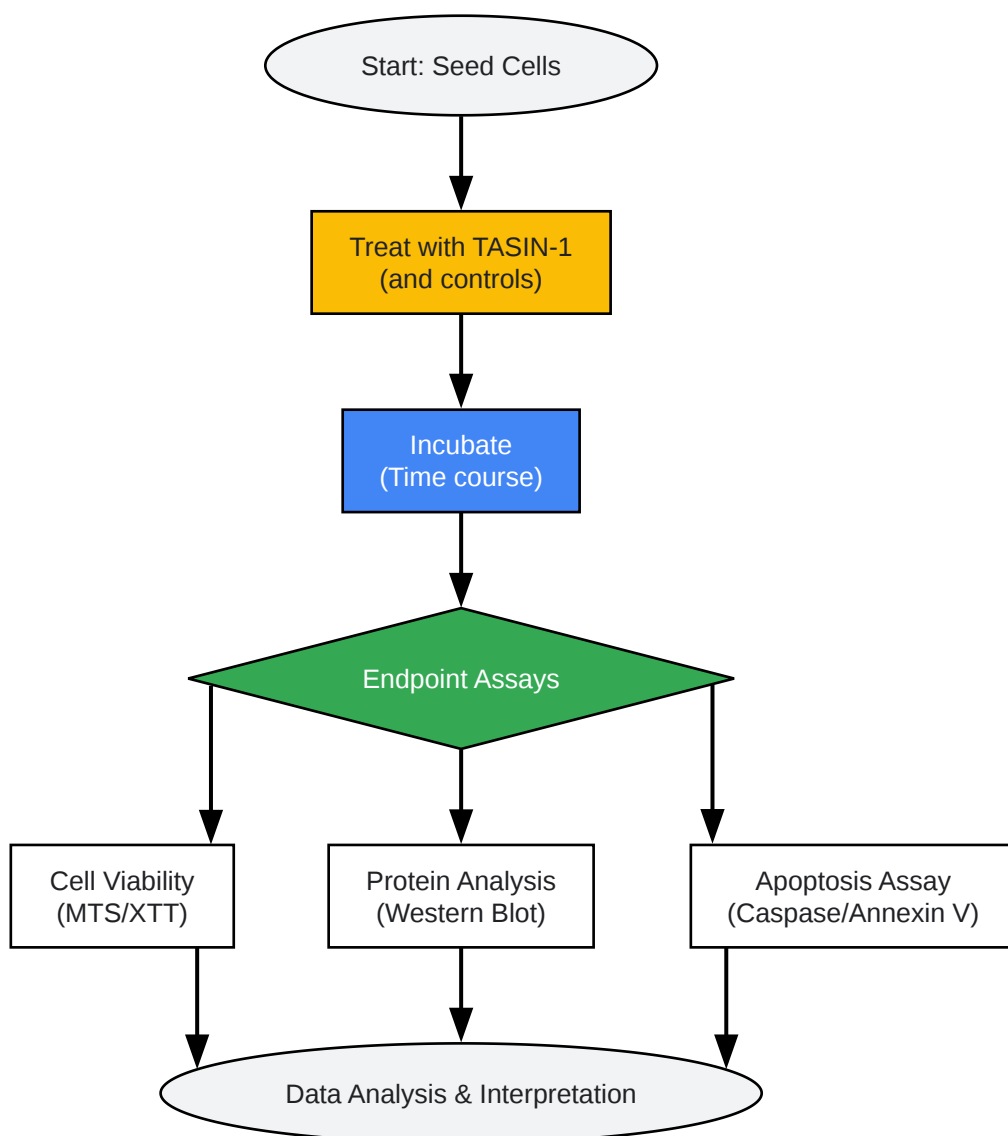 Start: Seed Cells
Treat with TASIN-1
(and controls)
Incubate
(Time course)
Endpoint Assays
Cell Viability
(MTS/XTT)
Protein Analysis
(Western Blot)
Apoptosis Assay
(Caspase/Annexin V)
Data Analysis & Interpretation